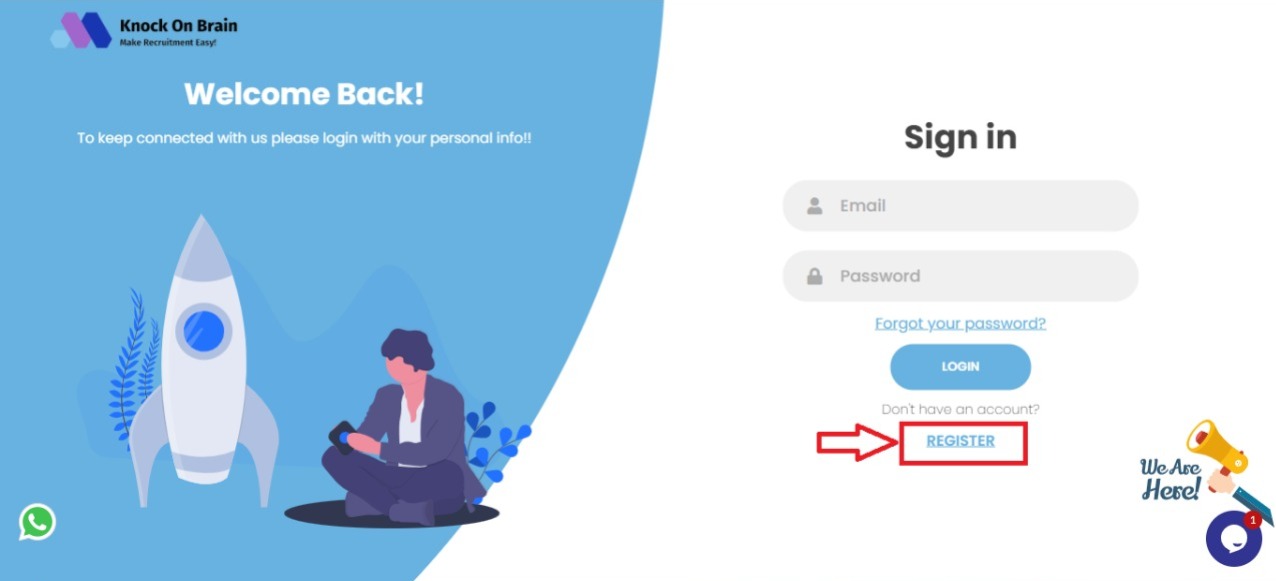 Knock On Brain
Make Recruitment Easy!
Welcome Back!
To keep connected with us please login with your personal info!!
Sign in
Email
Password
Forgot your password?
LOGIN
Don't have an account?
REGISTER
We Are
Here!
1